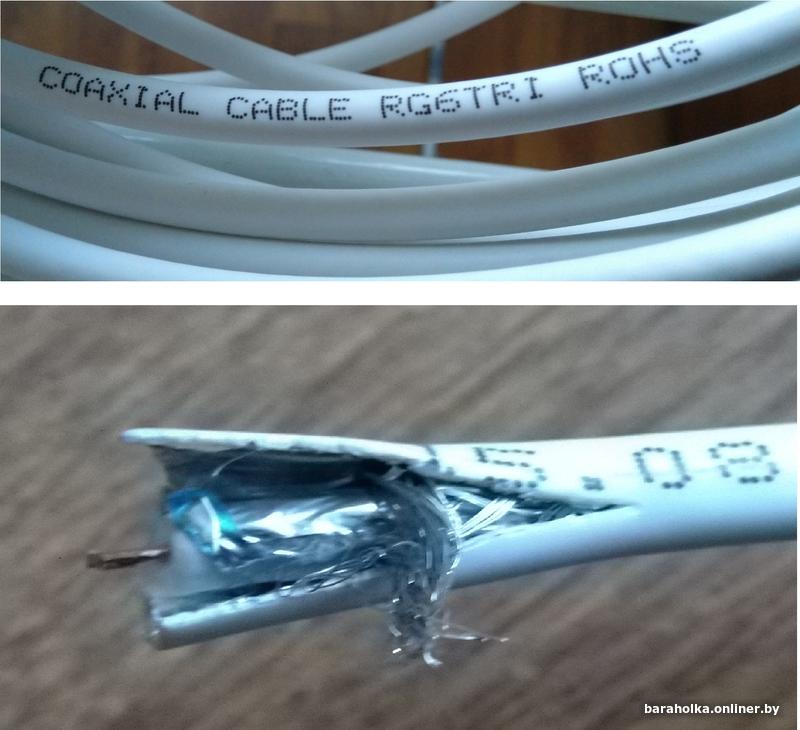 COAXIAL CABLE RG6TRI ROHS
5.08
baraholka.onliner.by